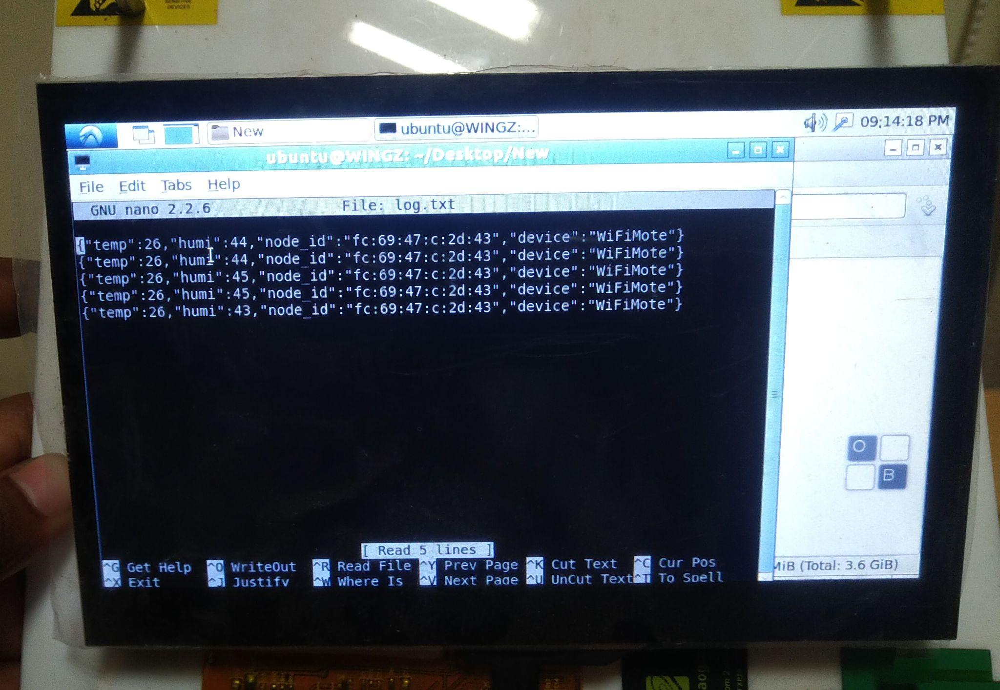 SENSITIVE
DEVICES
New
ubuntu@WINGZ:...
09;14:18 PM
ubuntu@WINGZ: ~/Desktop/New
File Edit Tabs Help
GNU nano 2.2.6 File: log.txt
{"temp":26,"humi":44,"node_id":"fc:69:47:c:2d:43","device":"WiFiMote"}
{"temp":26,"humi":44,"node_id":"fc:69:47:c:2d:43","device":"WiFiMote"}
{"temp":26,"humi":45,"node_id":"fc:69:47:c:2d:43","device":"WiFiMote"}
{"temp":26,"humi":45,"node_id":"fc:69:47:c:2d:43","device":"WiFiMote"}
{"temp":26,"humi":43,"node_id":"fc:69:47:c:2d:43","device":"WiFiMote"}
O
B
[ Read 5 lines ]
^G Get Help ^O WriteOut ^R Read File ^Y Prev Page ^K Cut Text ^C Cur Pos
^X Exit ^J Justify ^W Where Is ^V Next Page ^U UnCut Text ^T To Spell
MiB (Total: 3.6 GiB)